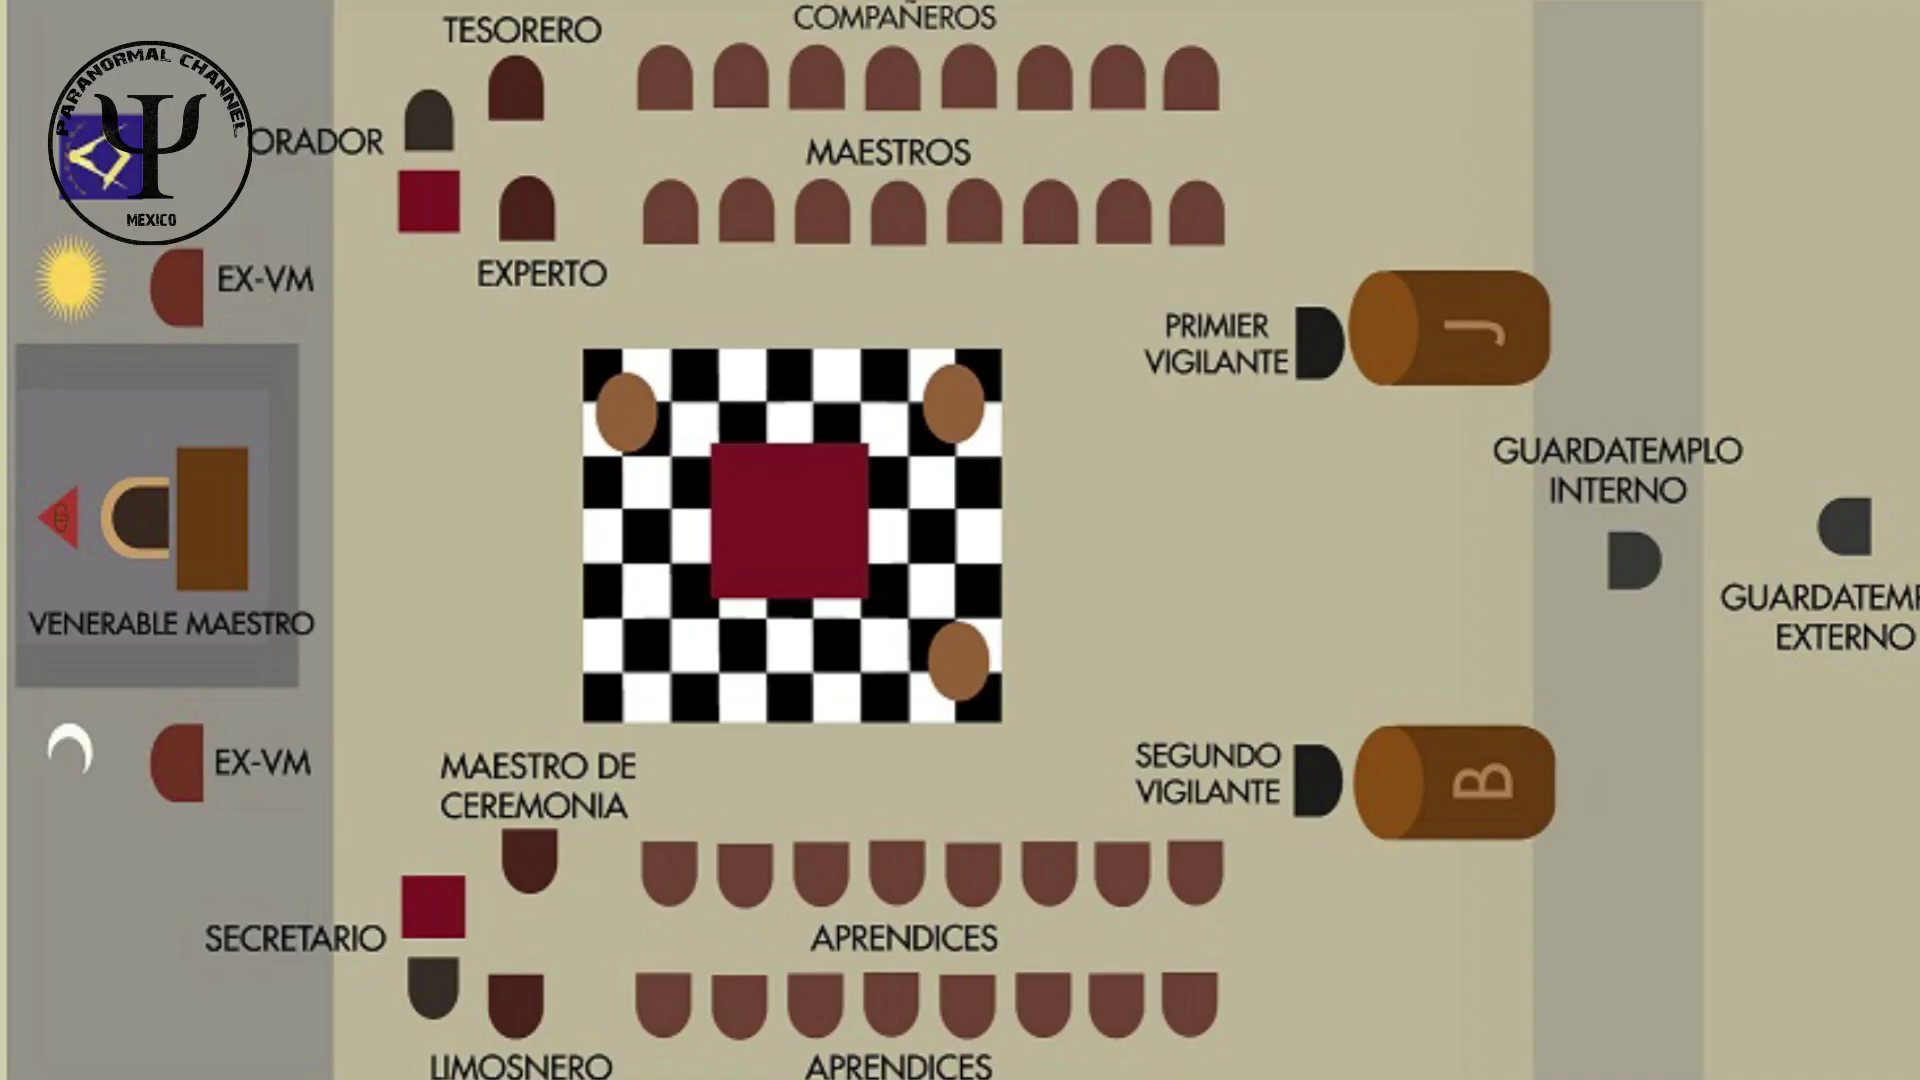 TESORERO
COMPAÑEROS
PARANORMAL CHANNEL
MEXICO
ORADOR
MAESTROS
EXPERTO
EX-VM
PRIMIER
VIGILANTE
J
GUARDATEMPLO
INTERNO
VENERABLE MAESTRO
GUARDATEMP
EXTERNO
EX-VM
MAESTRO DE
CEREMONIA
SEGUNDO
VIGILANTE
B
SECRETARIO
APRENDICES
LIMOSNERO
APRENDICES